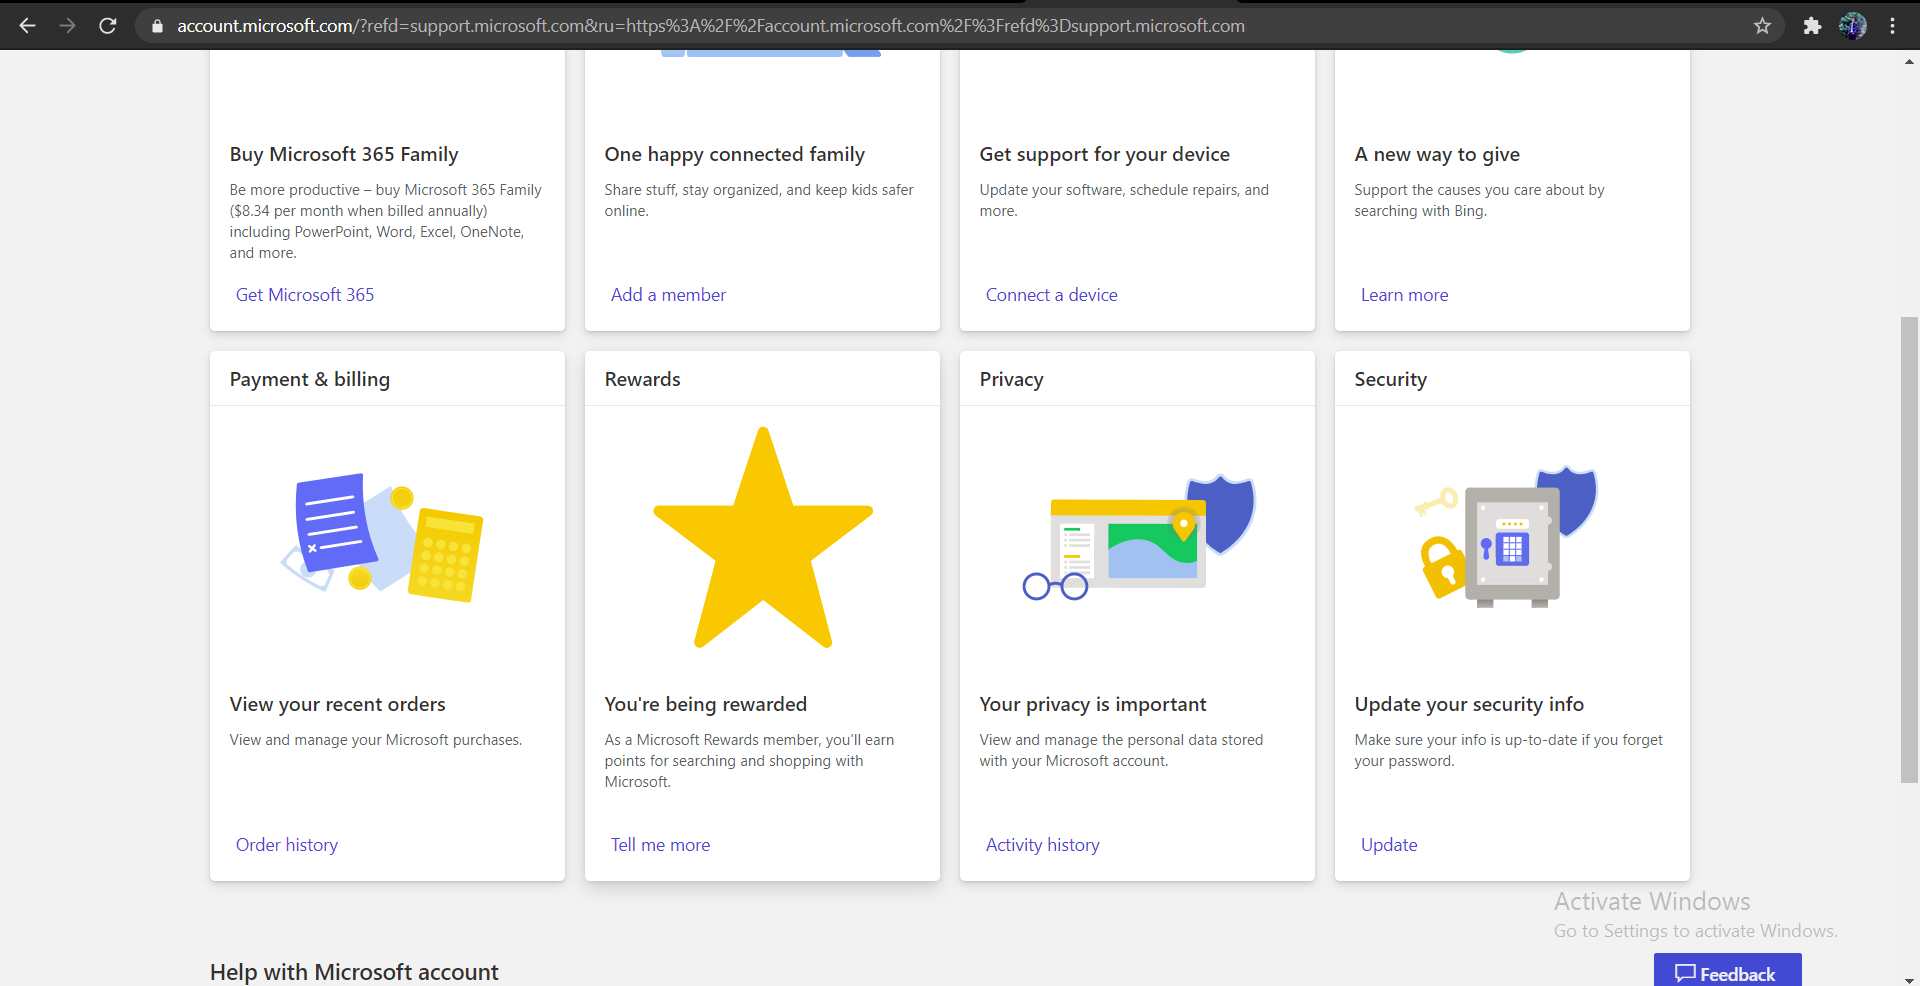 account.microsoft.com/?refd=support.microsoft.com&ru=https%3A%2F%2Faccount.microsoft.com%2F%3Frefd%3Dsupport.microsoft.com
Buy Microsoft 365 Family
Be more productive – buy Microsoft 365 Family
($8.34 per month when billed annually)
including PowerPoint, Word, Excel, OneNote,
and more.
Get Microsoft 365
One happy connected family
Share stuff, stay organized, and keep kids safer
online.
Add a member
Get support for your device
Update your software, schedule repairs, and
more.
Connect a device
A new way to give
Support the causes you care about by
searching with Bing.
Learn more
Payment & billing
View your recent orders
View and manage your Microsoft purchases.
Order history
Rewards
You're being rewarded
As a Microsoft Rewards member, you'll earn
points for searching and shopping with
Microsoft.
Tell me more
Privacy
Your privacy is important
View and manage the personal data stored
with your Microsoft account.
Activity history
Security
Update your security info
Make sure your info is up-to-date if you forget
your password.
Update
Activate Windows
Go to Settings to activate Windows.
Help with Microsoft account
Feedback